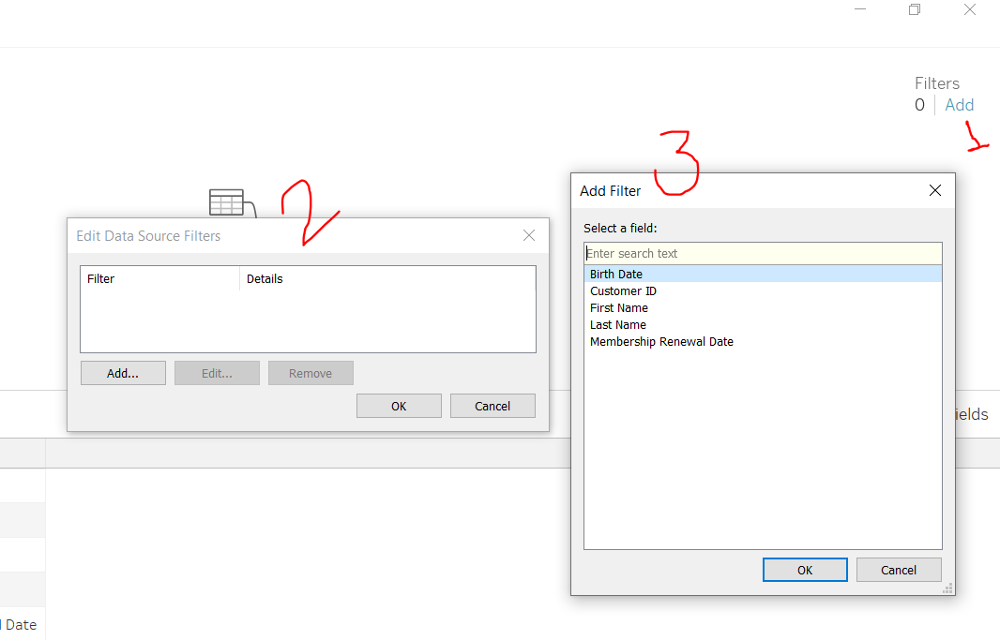 Filters
0 Add
1
3
2
Add Filter
Edit Data Source Filters
Select a field:
Enter search text
Filter Details
Birth Date
Customer ID
First Name
Last Name
Membership Renewal Date
Add... Edit... Remove
OK Cancel
ields
OK Cancel
Date